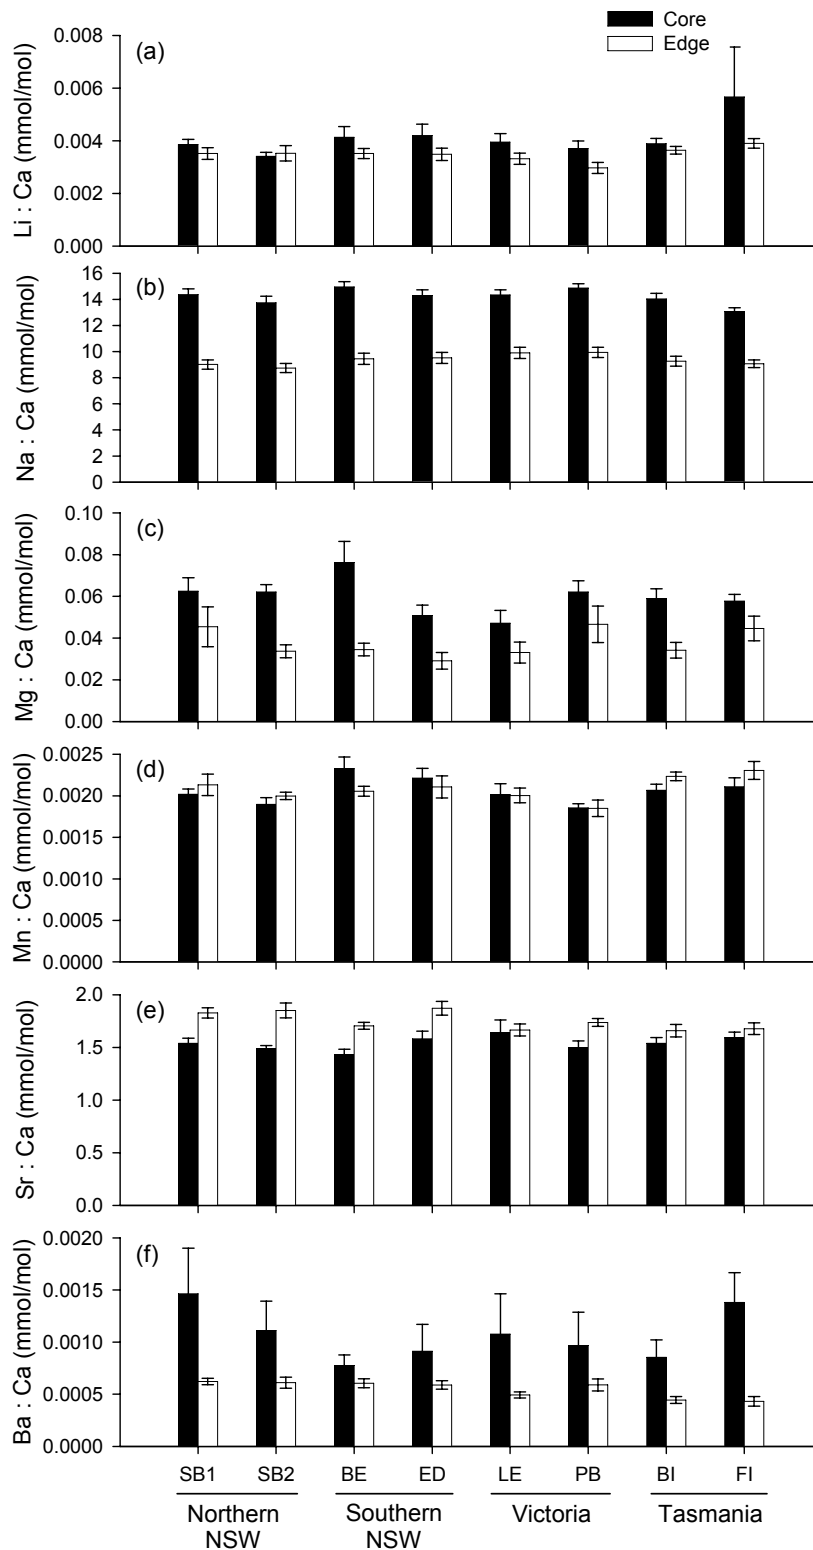 Core
Edge
(a)
Li : Ca (mmol/mol)
0.008
0.006
0.004
0.002
0.000
(b)
Na : Ca (mmol/mol)
16
14
12
10
8
6
4
2
0
(c)
Mg : Ca (mmol/mol)
0.10
0.08
0.06
0.04
0.02
0.00
(d)
Mn : Ca (mmol/mol)
0.0025
0.0020
0.0015
0.0010
0.0005
0.0000
(e)
Sr : Ca (mmol/mol)
2.0
1.5
1.0
0.5
0.0
(f)
Ba : Ca (mmol/mol)
0.0020
0.0015
0.0010
0.0005
0.0000
SB1 SB2 BE ED LE PB BI FI
Northern Southern Victoria Tasmania
NSW NSW